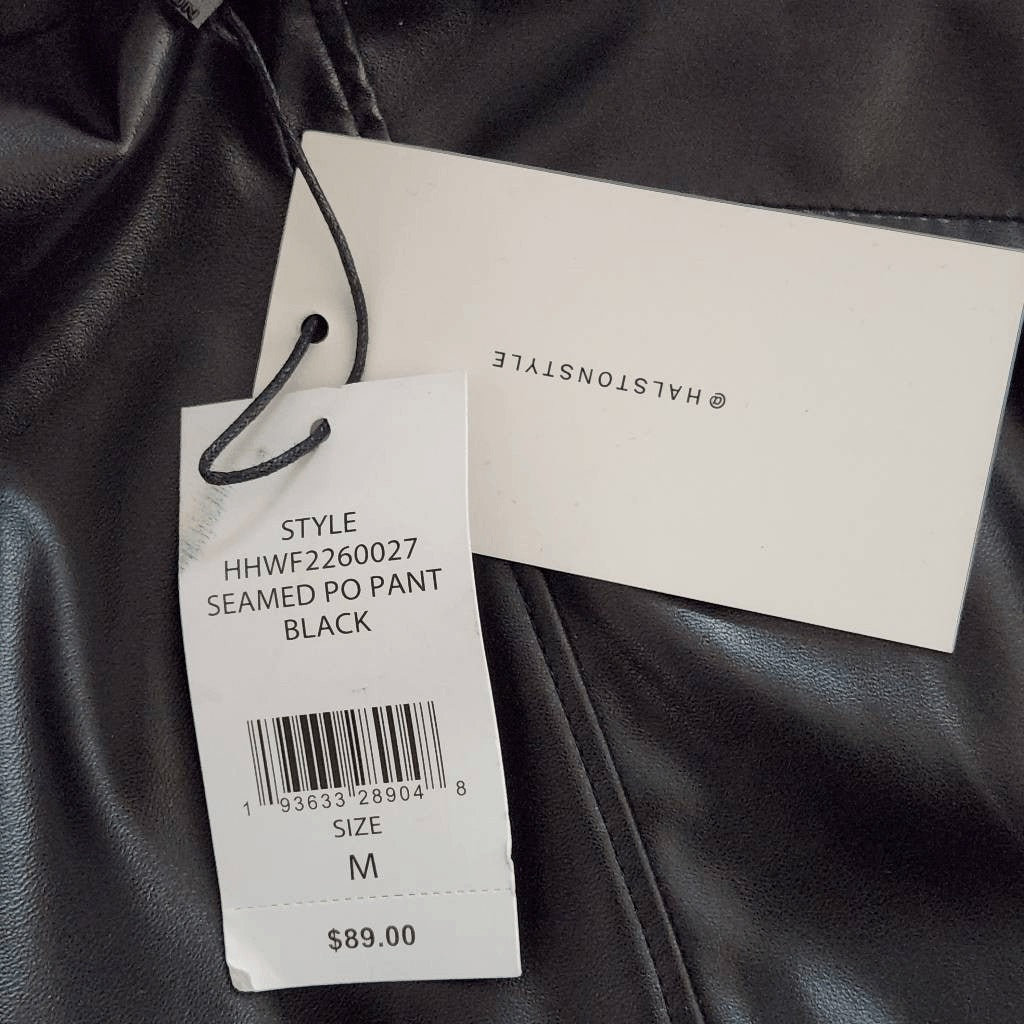 @HALSTONSTYLE
STYLE
HHWF2260027
SEAMED PO PANT
BLACK
1 93633 28904 8
SIZE
M
$89.00